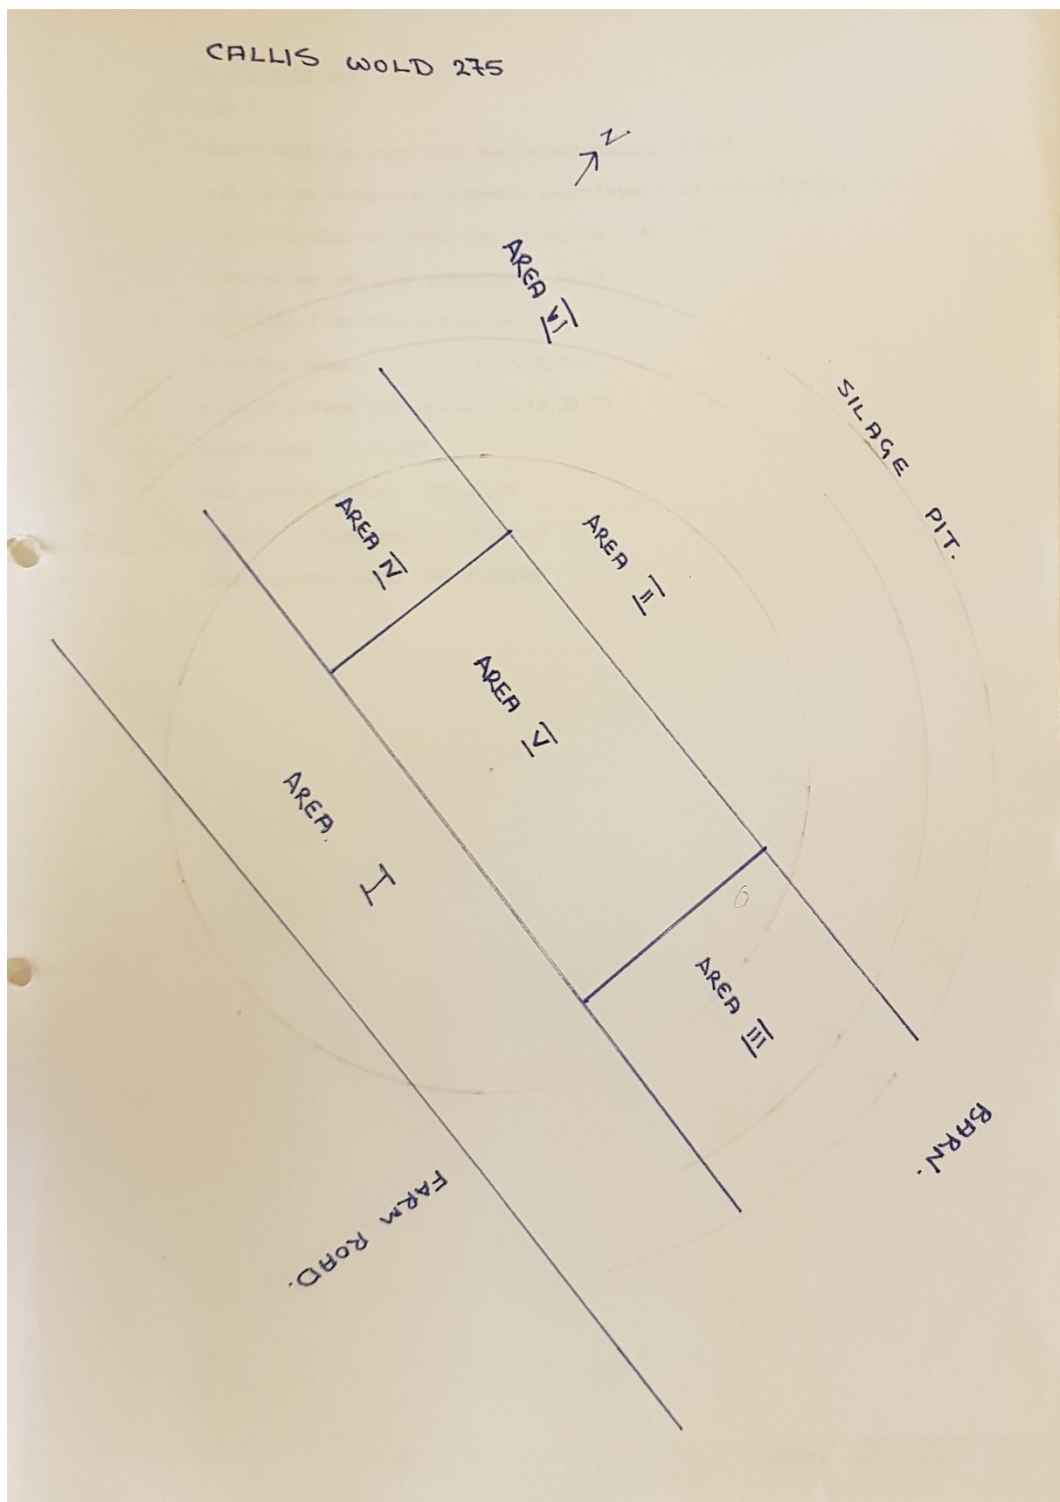 CALLIS WOLD 275
N
AREA VI
SILAGE PIT.
AREA IV
AREA II
AREA V
AREA. I
6
AREA III
BARN.
FARM ROAD.